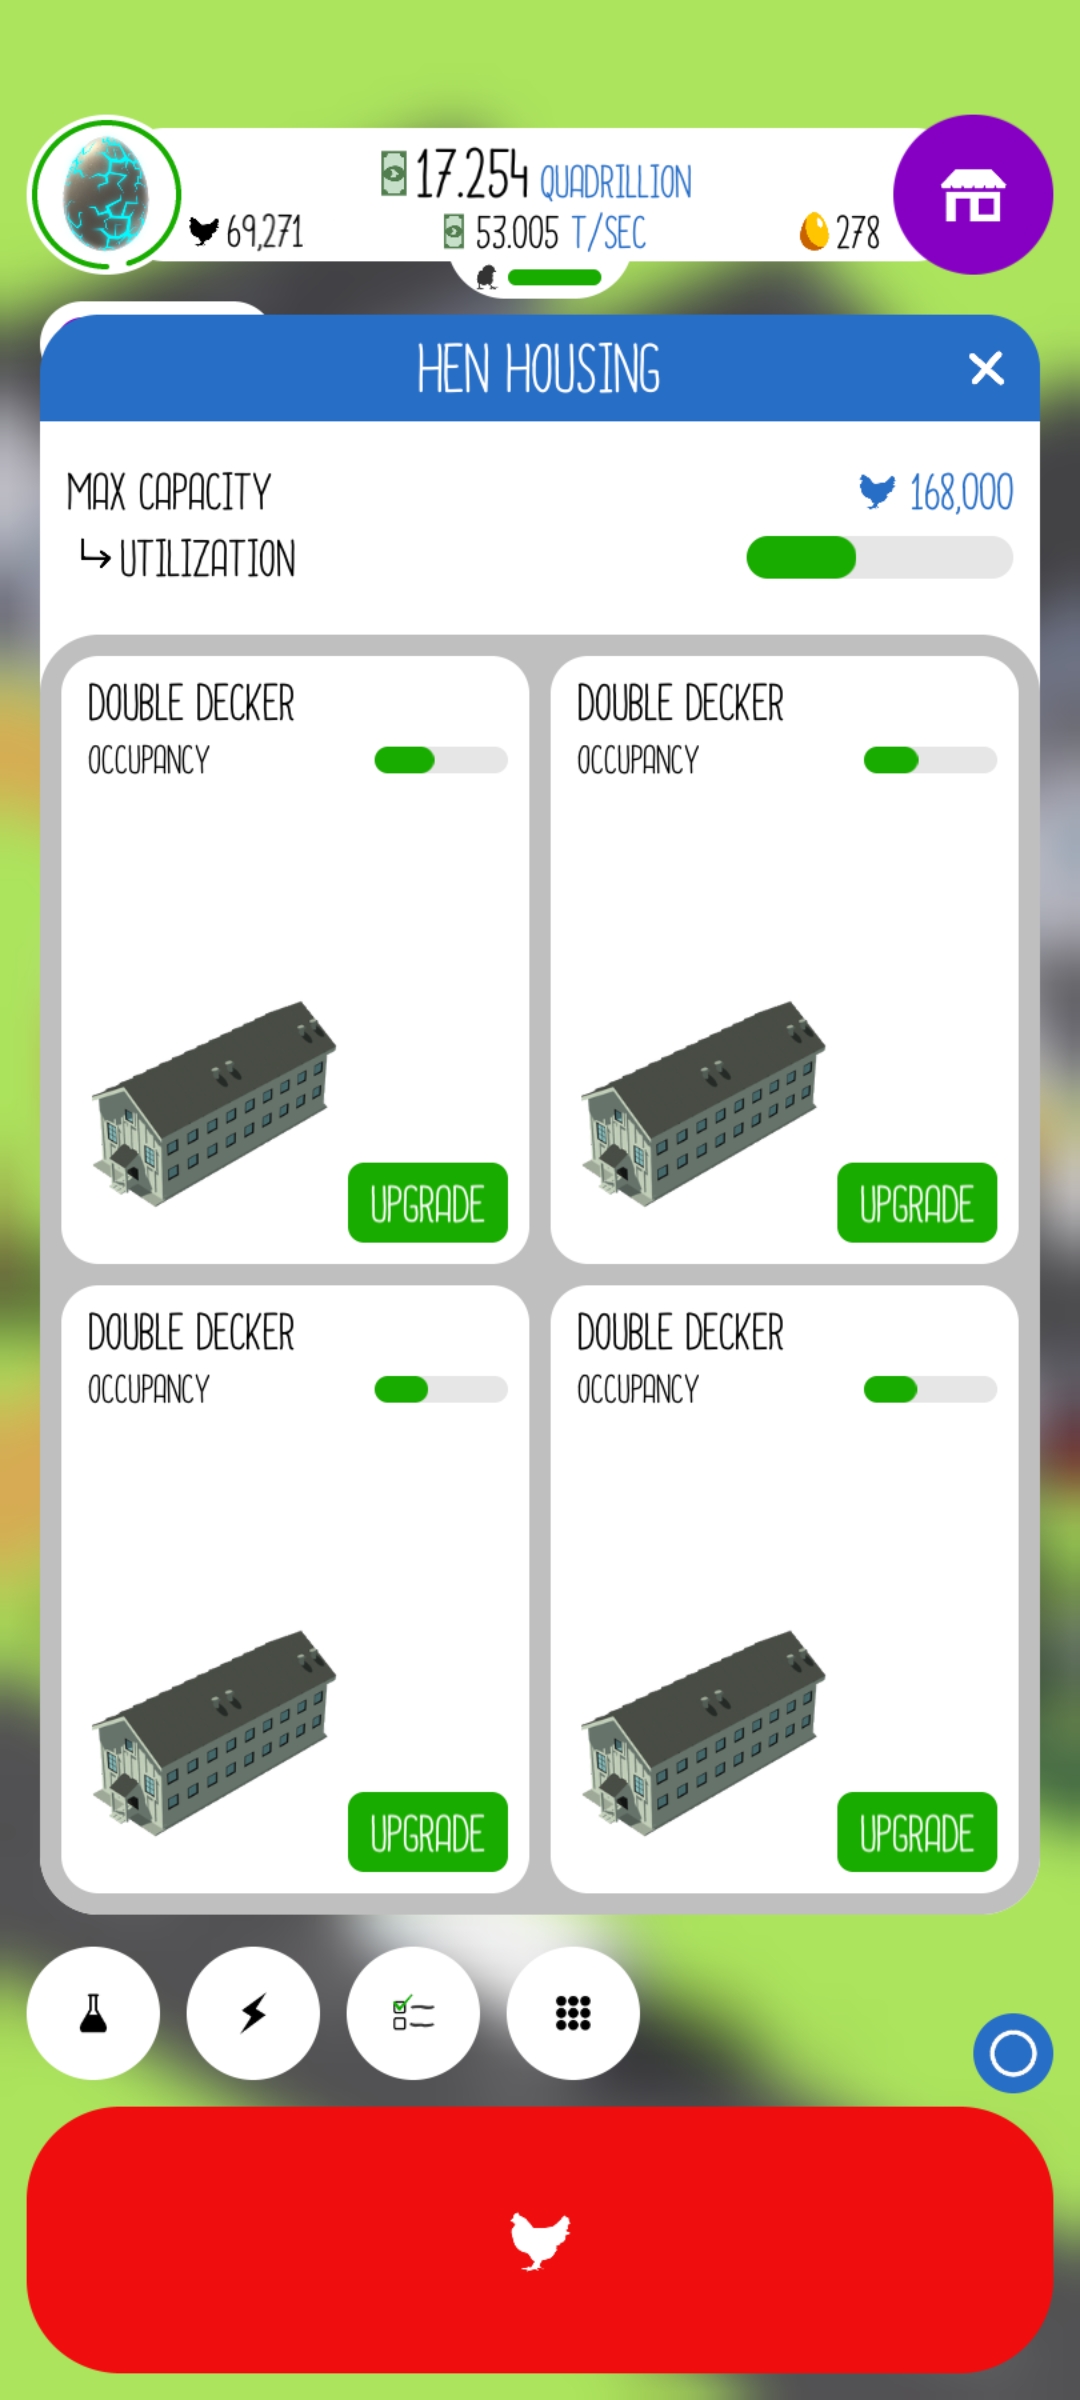 17.254 QUADRILLION
69,271 53.005 T/SEC 278
HEN HOUSING
MAX CAPACITY 168,000
UTILIZATION
DOUBLE DECKER
OCCUPANCY
UPGRADE
DOUBLE DECKER
OCCUPANCY
UPGRADE
DOUBLE DECKER
OCCUPANCY
UPGRADE
DOUBLE DECKER
OCCUPANCY
UPGRADE